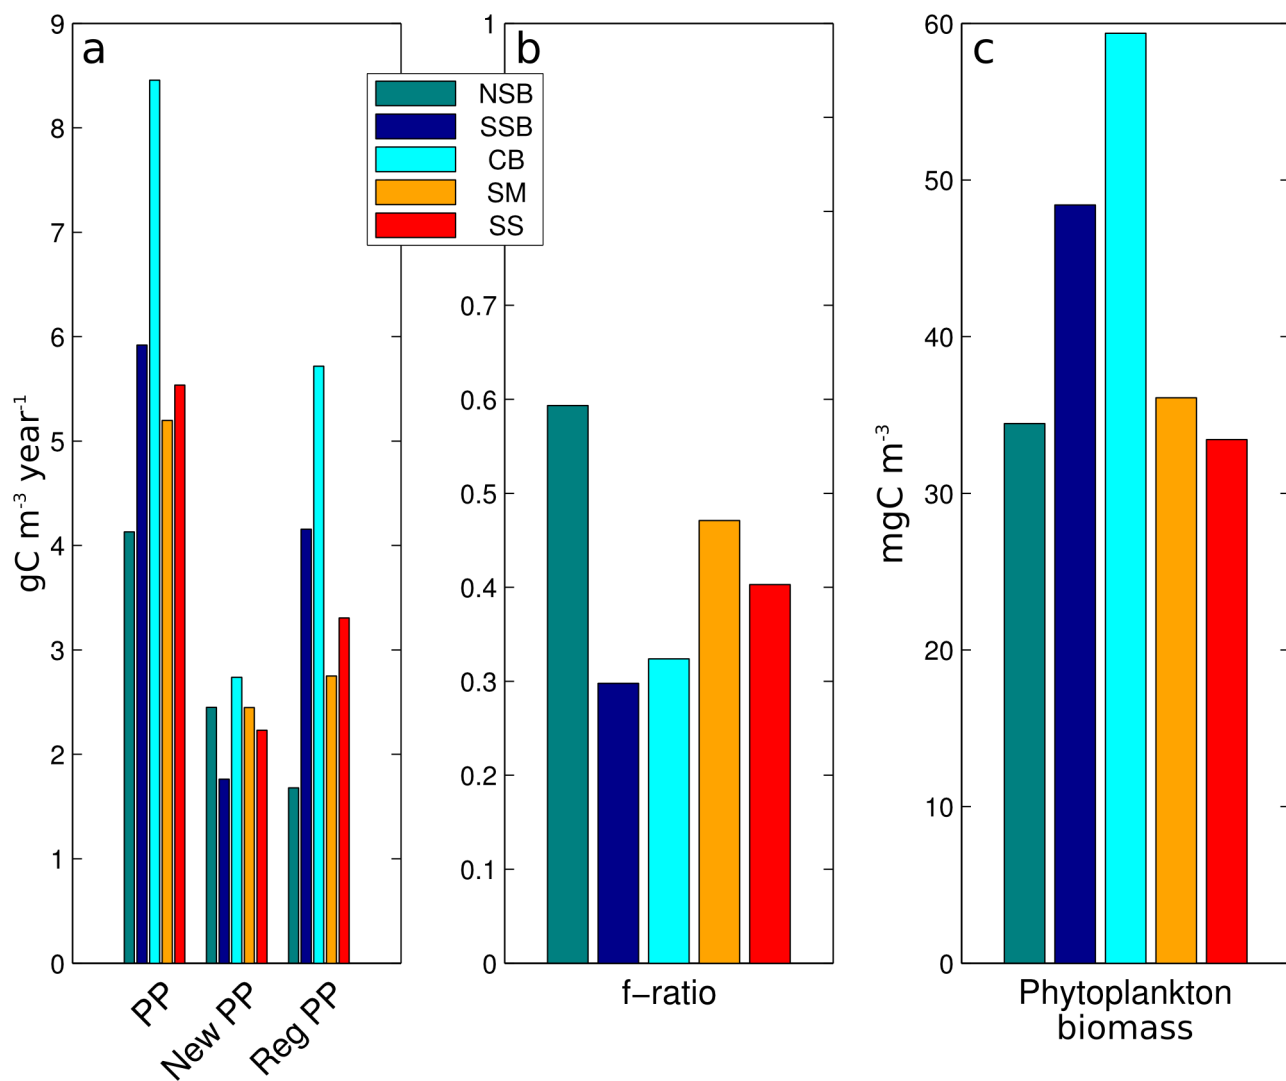 a
9
8
7
6
5
4
3
2
1
0
gC m-3 year-1
PP
New PP
Reg PP
NSB
SSB
CB
SM
SS
b
1
0.7
0.6
0.5
0.4
0.3
0.2
0.1
0
f−ratio
c
60
50
40
30
20
10
0
mgC m-3
Phytoplankton
biomass